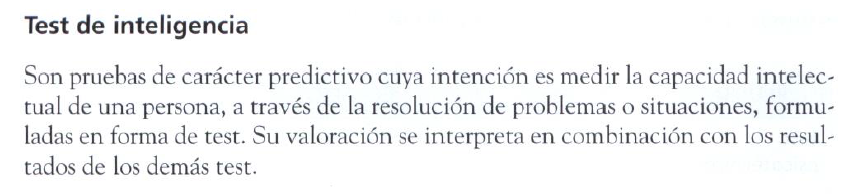 Test de inteligencia
Son pruebas de carácter predictivo cuya intención es medir la capacidad intelec-
tual de una persona, a través de la resolución de problemas o situaciones, formu-
ladas en forma de test. Su valoración se interpreta en combinación con los resul-
tados de los demás test.